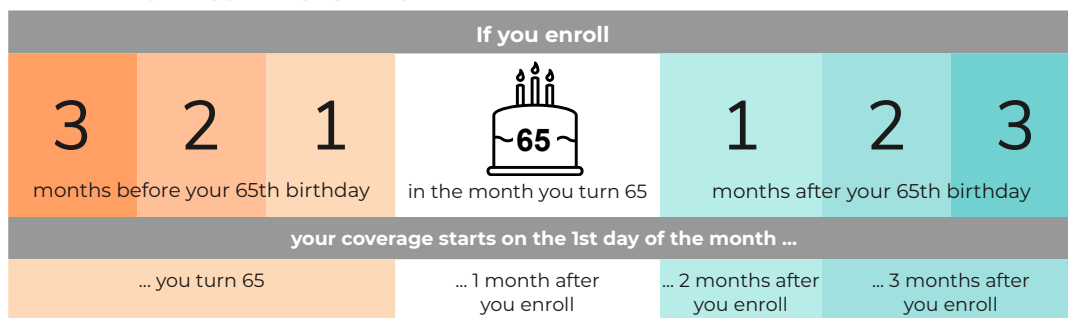 If you enroll
3 2 1 65 1 2 3
months before your 65th birthday in the month you turn 65 months after your 65th birthday
your coverage starts on the 1st day of the month ...
... you turn 65 ... 1 month after ... 2 months after ... 3 months after
you enroll you enroll you enroll